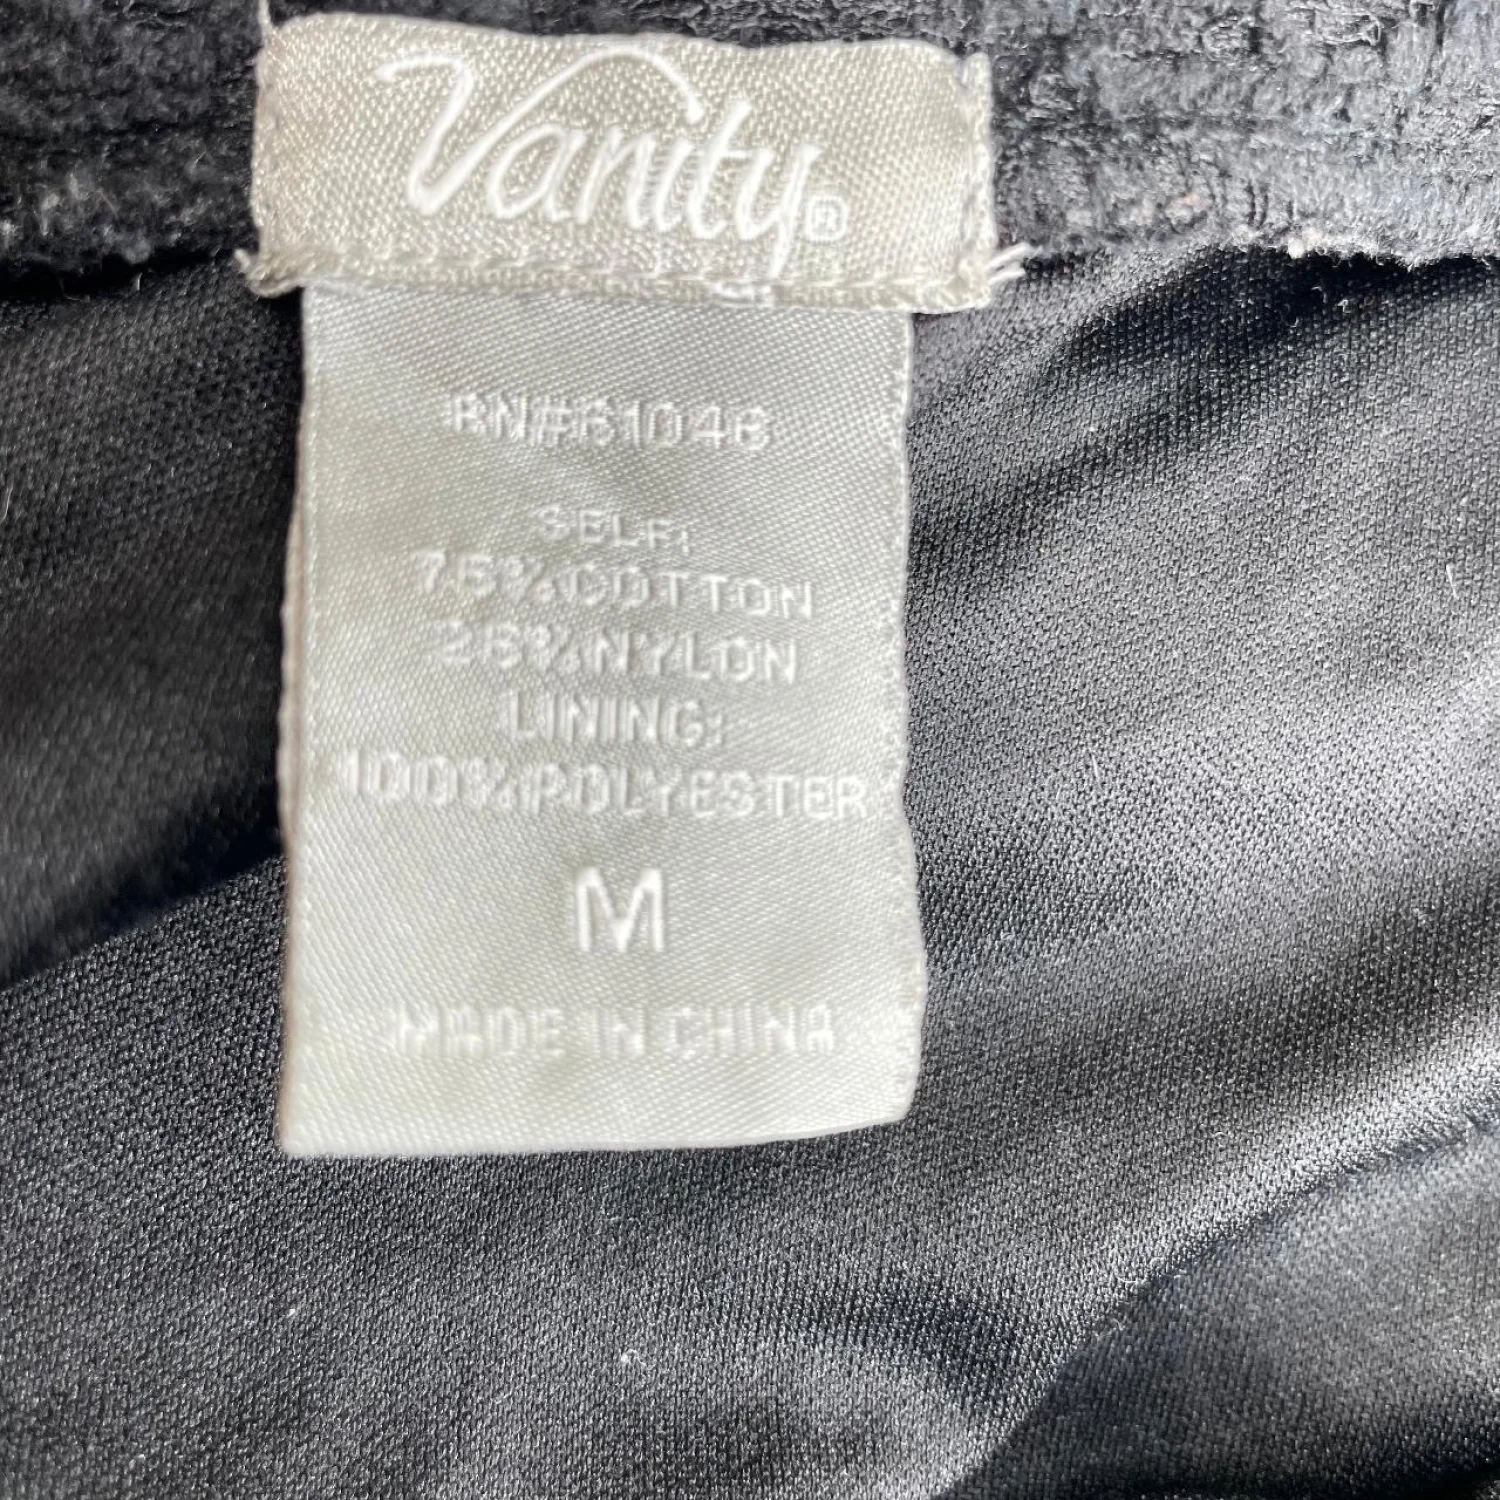 Vanity®
RN#61046
SELF:
75%COTTON
25%NYLON
LINING:
100%POLYESTER
M
MADE IN CHINA